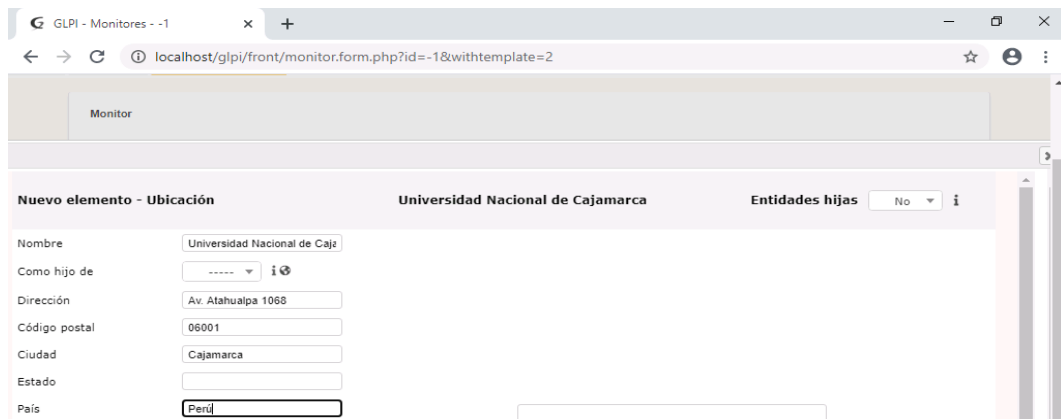 GLPI - Monitores - -1
localhost/glpi/front/monitor.form.php?id=-1&withtemplate=2
Monitor
Nuevo elemento - Ubicación Universidad Nacional de Cajamarca Entidades hijas No
Nombre Universidad Nacional de Caja
Como hijo de -----
Dirección Av. Atahualpa 1068
Código postal 06001
Ciudad Cajamarca
Estado
País Perú